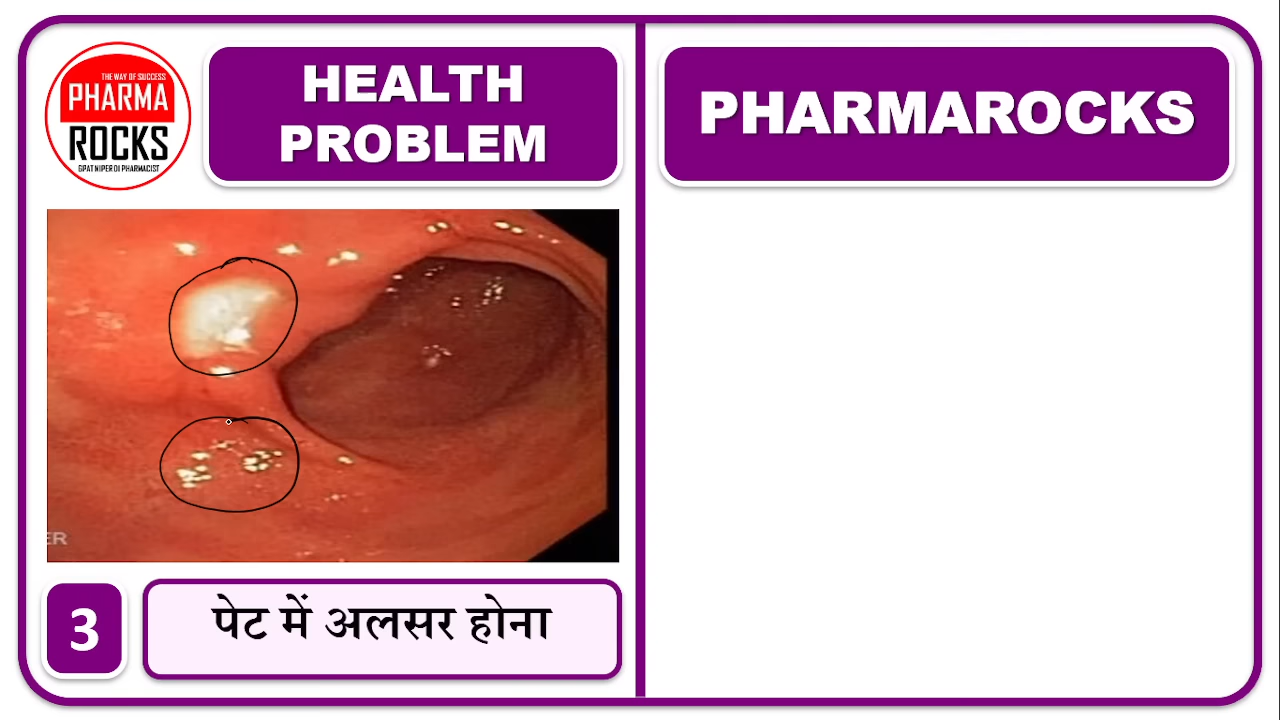 THE WAY OF SUCCESS
PHARMA
ROCKS
GPAT NIPER DI PHARMACIST
HEALTH
PROBLEM
PHARMAROCKS
ER
3
पेट में अलसर होना